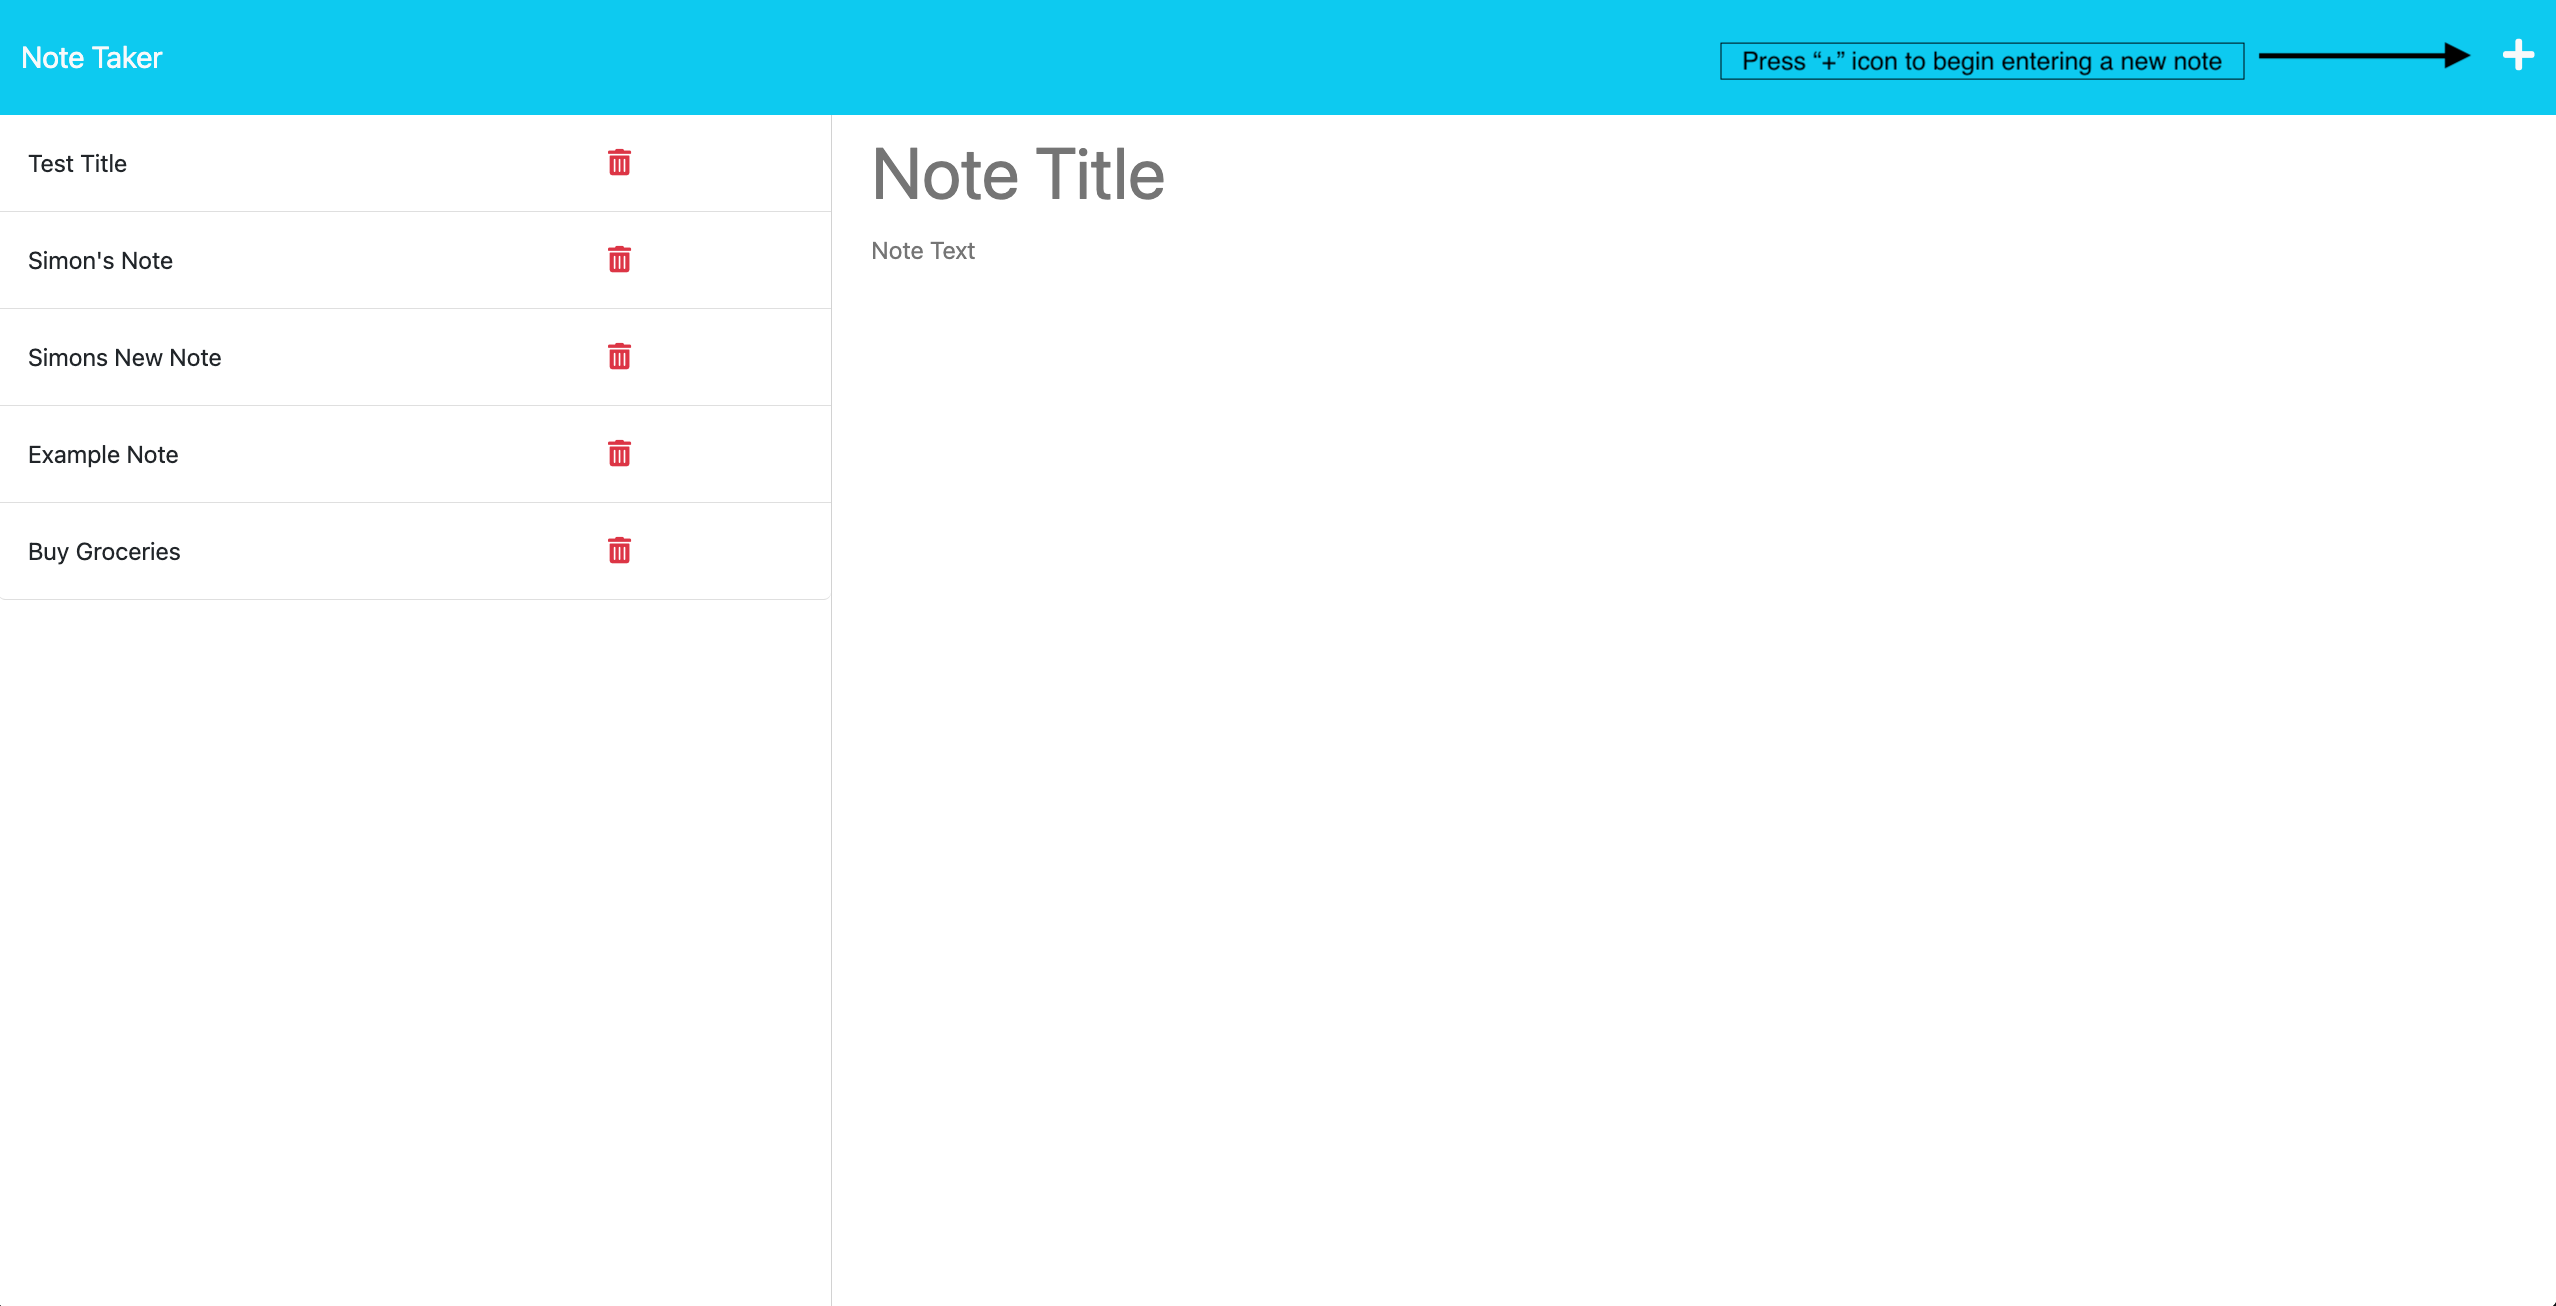 Note Taker
Press “+” icon to begin entering a new note
Test Title
Simon's Note
Simons New Note
Example Note
Buy Groceries
Note Title
Note Text